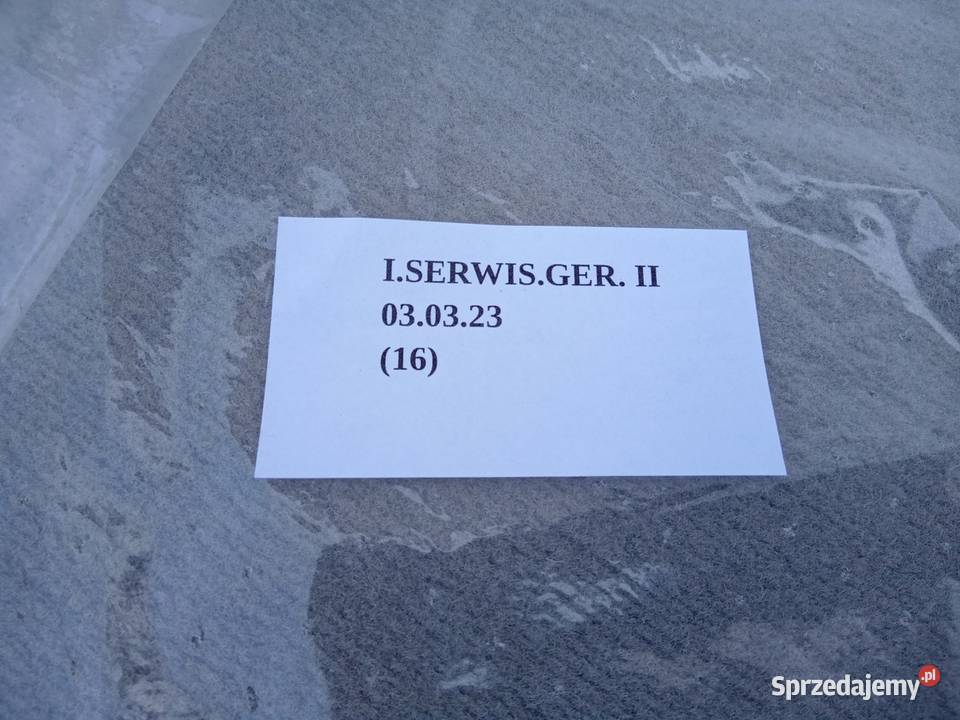 I.SERWIS.GER. II
03.03.23
(16)
Sprzedajemy.pl